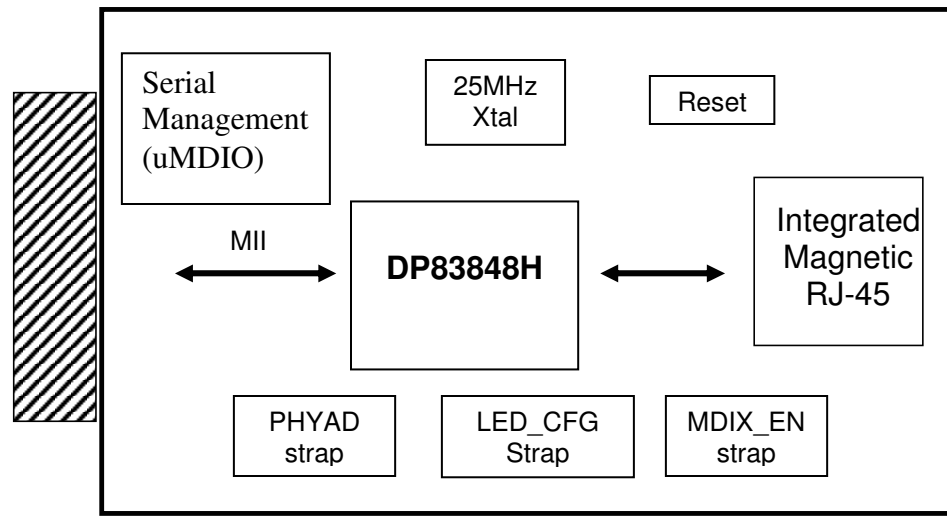 Serial
Management
(uMDIO)
25MHz
Xtal
Reset
MII
DP83848H
Integrated
Magnetic
RJ-45
PHYAD
strap
LED_CFG
Strap
MDIX_EN
strap